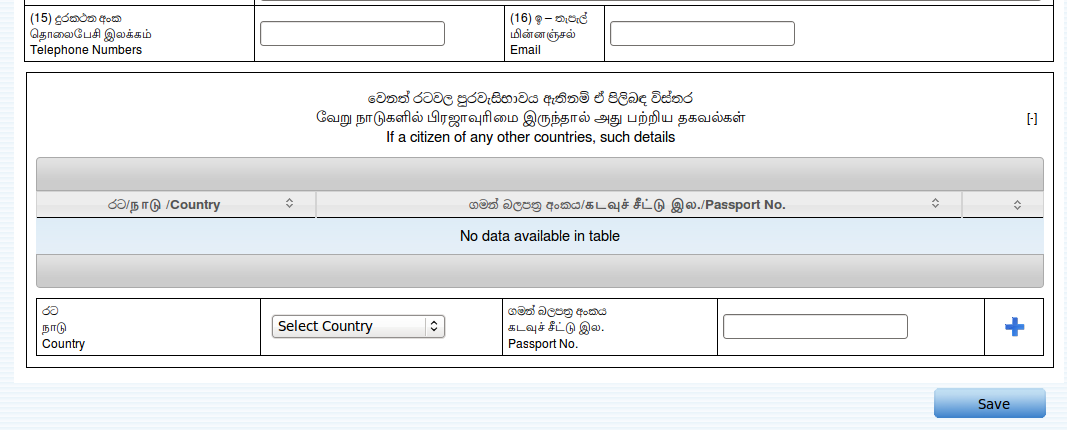 (15) දුරකථන අංක
தொலைபேசி இலக்கம்
Telephone Numbers
(16) ඉ – තැපැල්
மின்னஞ்சல்
Email
වෙනත් රටවල පුරවැසිභාවය ඇතිනම් ඒ පිලිබඳ විස්තර
வேறு நாடுகளில் பிரஜாவுரிமை இருந்தால் அது பற்றிய தகவல்கள்
If a citizen of any other countries, such details
[-]
රට/நாடு /Country
ගමන් බලපත්‍ර අංකය/கடவுச் சீட்டு இல./Passport No.
No data available in table
රට
நாடு
Country
Select Country
ගමන් බලපත්‍ර අංකය
கடவுச் சீட்டு இல.
Passport No.
Save